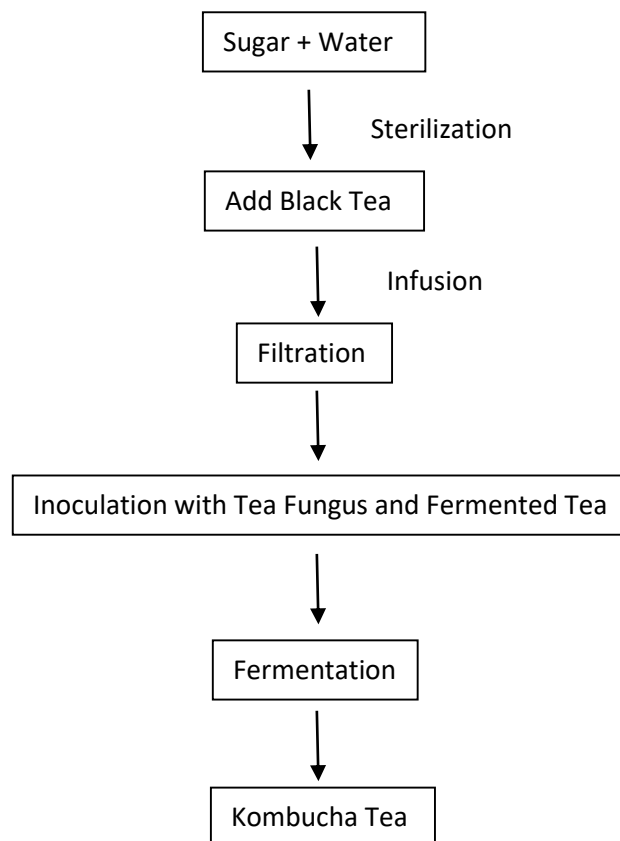 Sugar + Water
Sterilization
Add Black Tea
Infusion
Filtration
Inoculation with Tea Fungus and Fermented Tea
Fermentation
Kombucha Tea